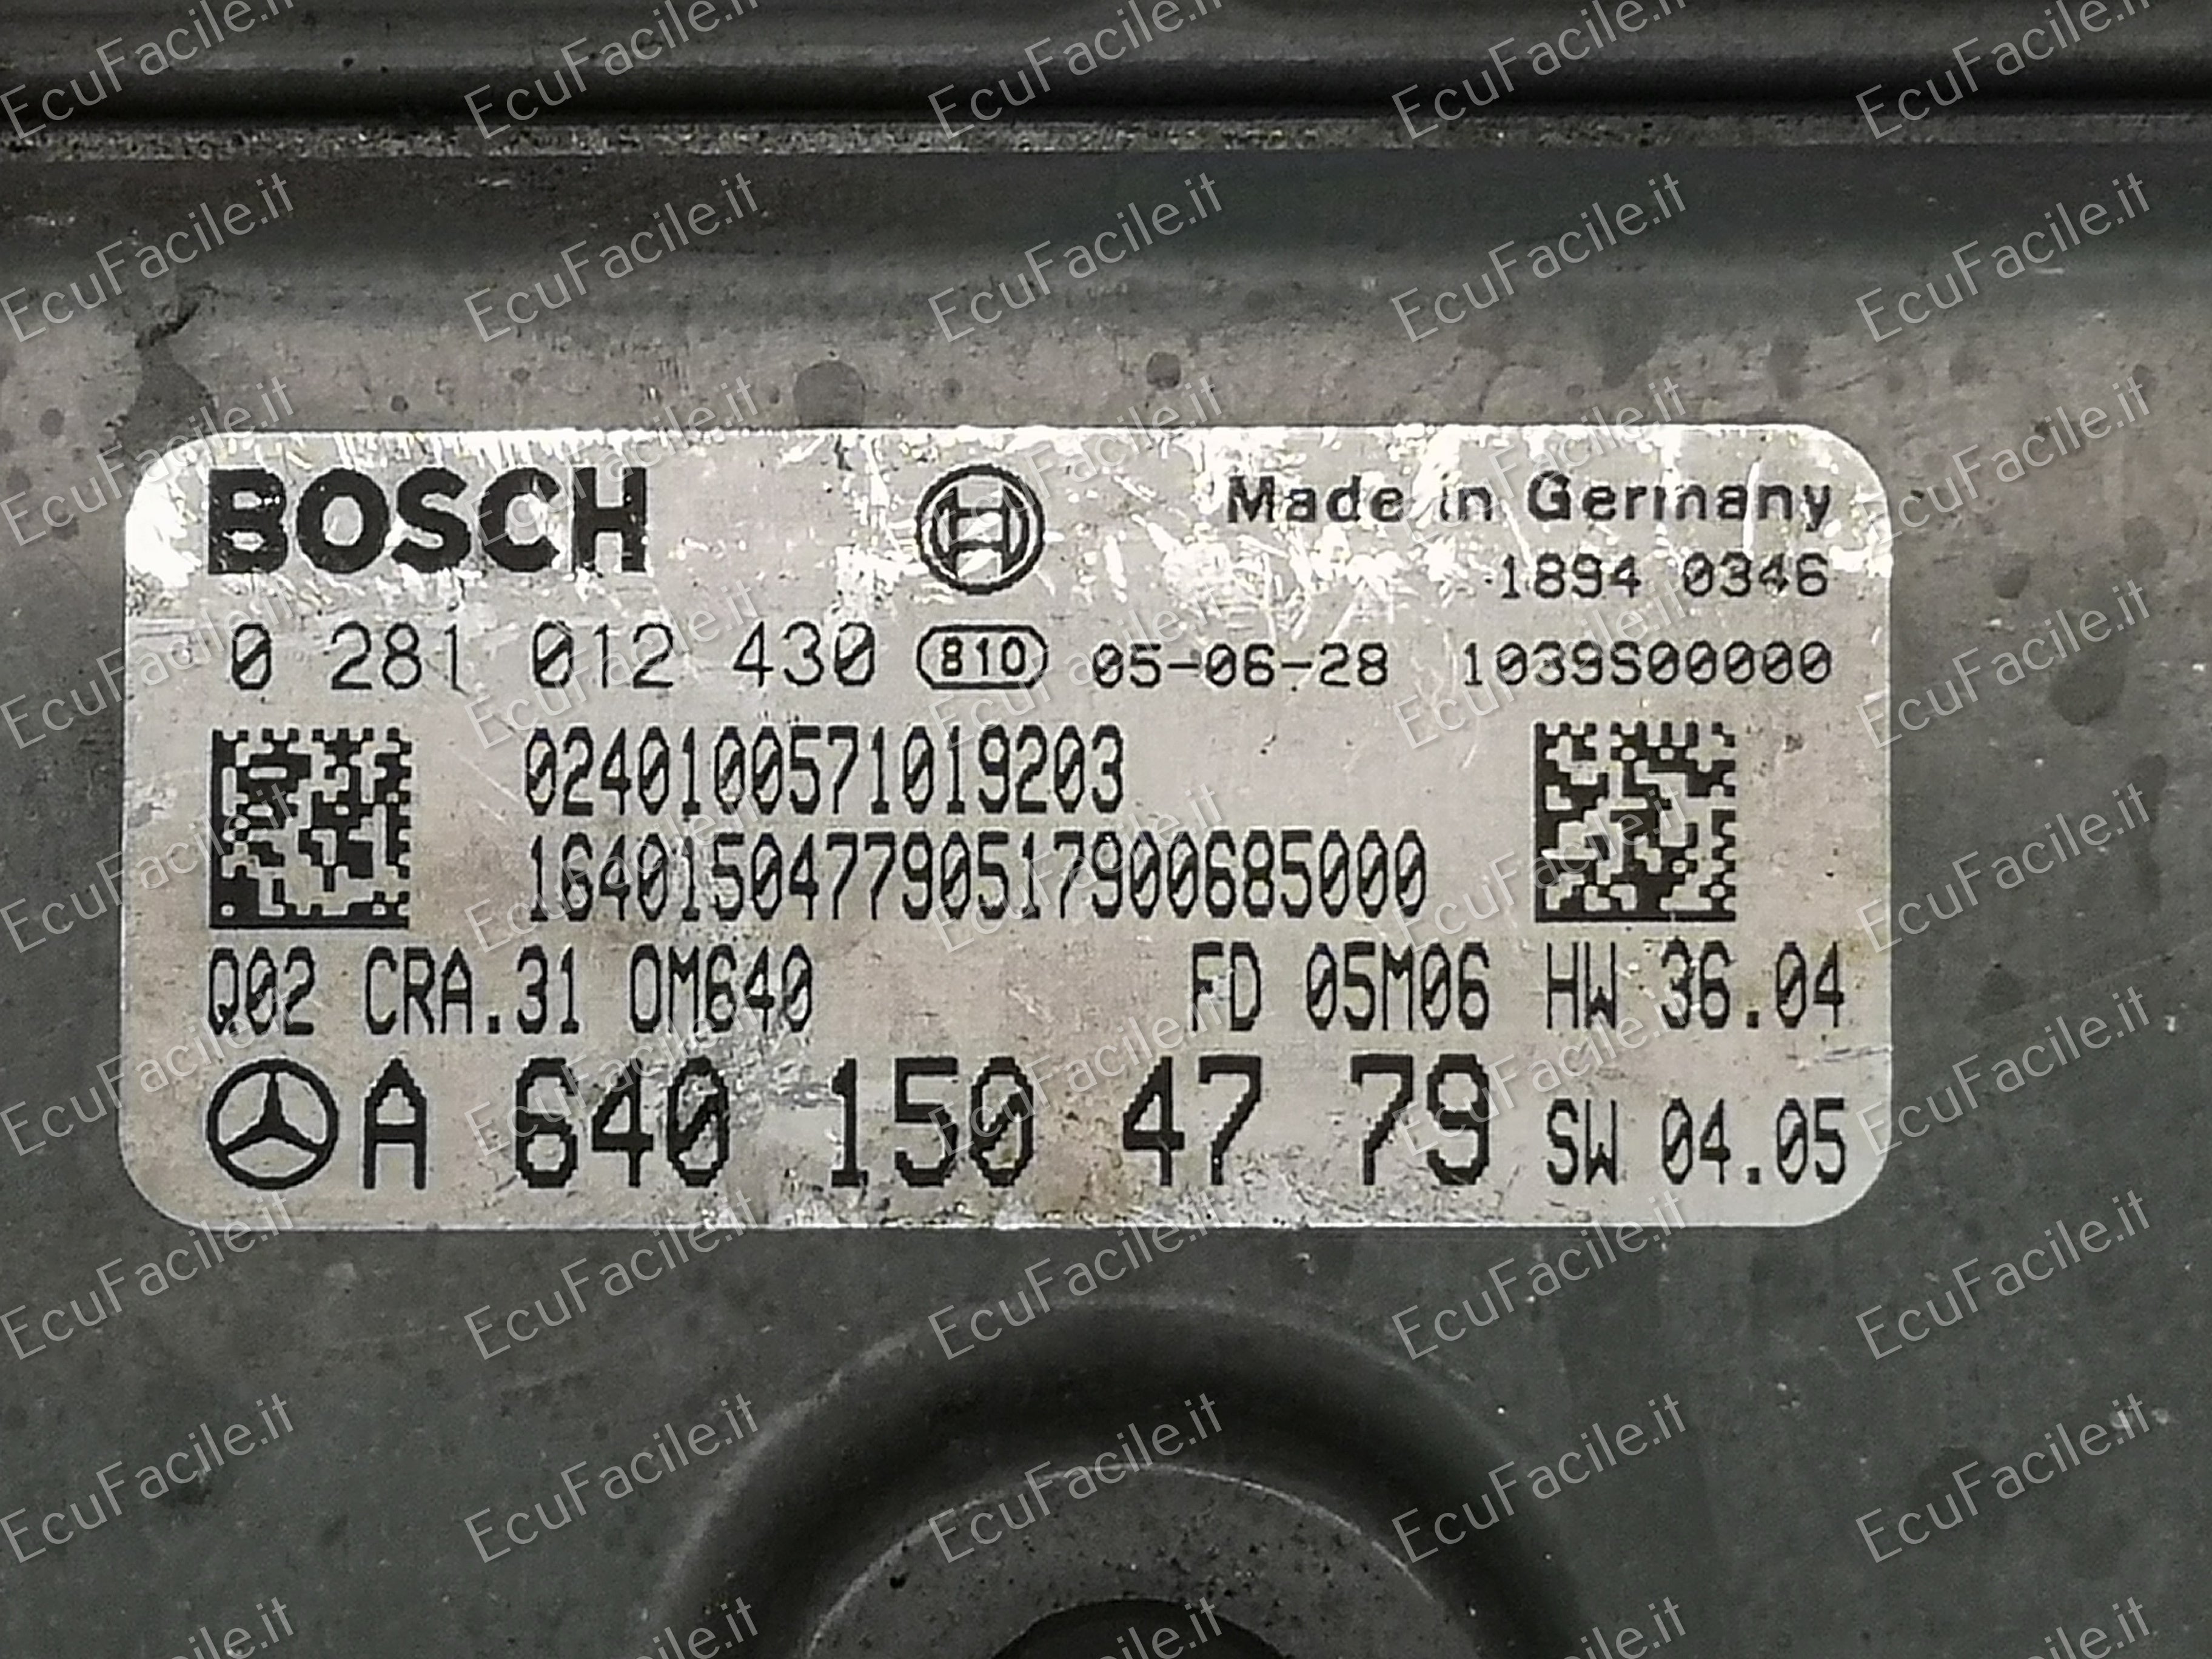 BOSCH Made in Germany
1894 0346
0 281 012 430 810 05-06-28 1039S00000
0240100571019203
164015047790517900685000
Q02 CRA.31 OM640 FD 05M06 HW 36.04
A 640 150 47 79 SW 04.05
EcuFacile.it